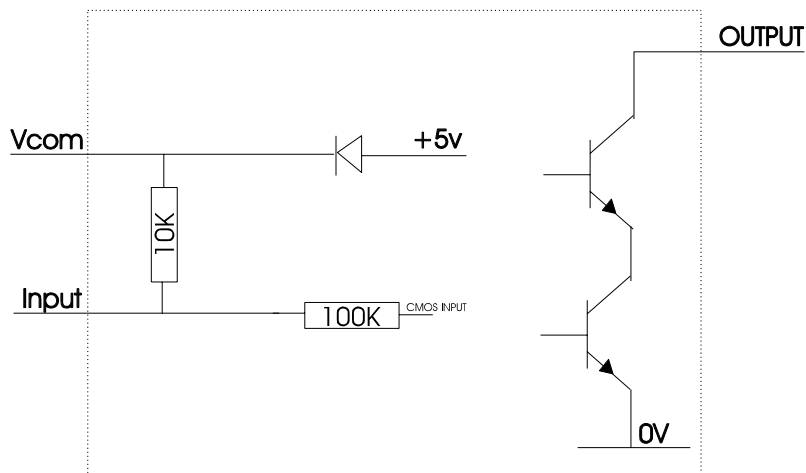 OUTPUT
Vcom
+5v
10K
Input
CMOS INPUT
100K
0V